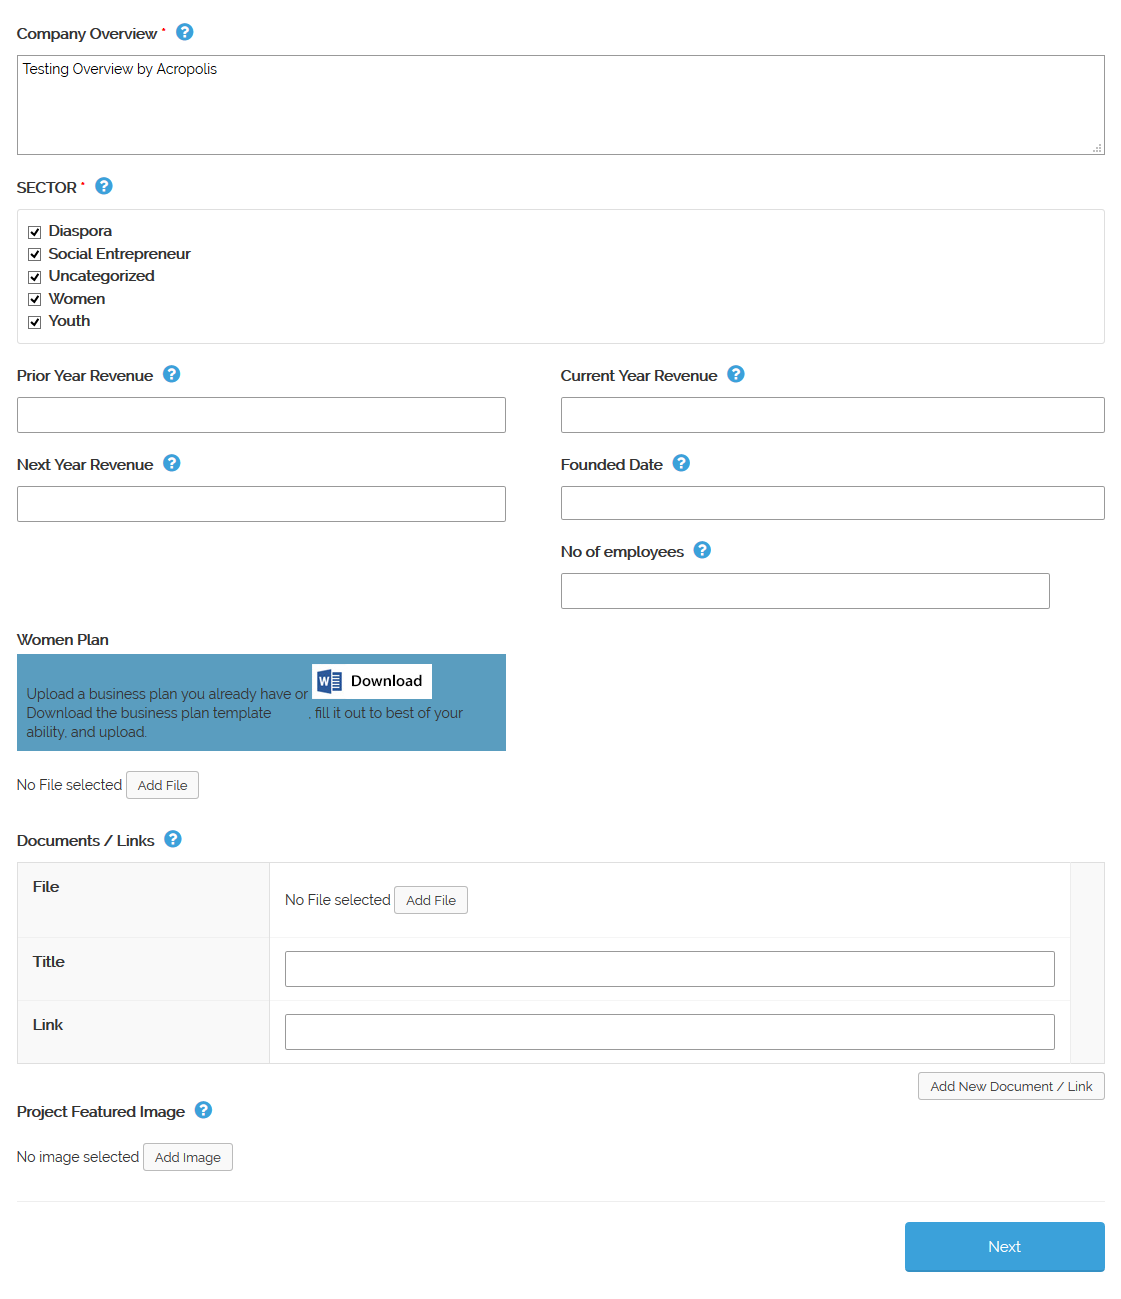 Company Overview *
Testing Overview by Acropolis
SECTOR *
Diaspora
Social Entrepreneur
Uncategorized
Women
Youth
Prior Year Revenue
Current Year Revenue
Next Year Revenue
Founded Date
No of employees
Women Plan
Upload a business plan you already have or Download
Download the business plan template , fill it out to best of your
ability, and upload.
No File selected Add File
Documents / Links
File
No File selected Add File
Title
Link
Add New Document / Link
Project Featured Image
No image selected Add Image
Next